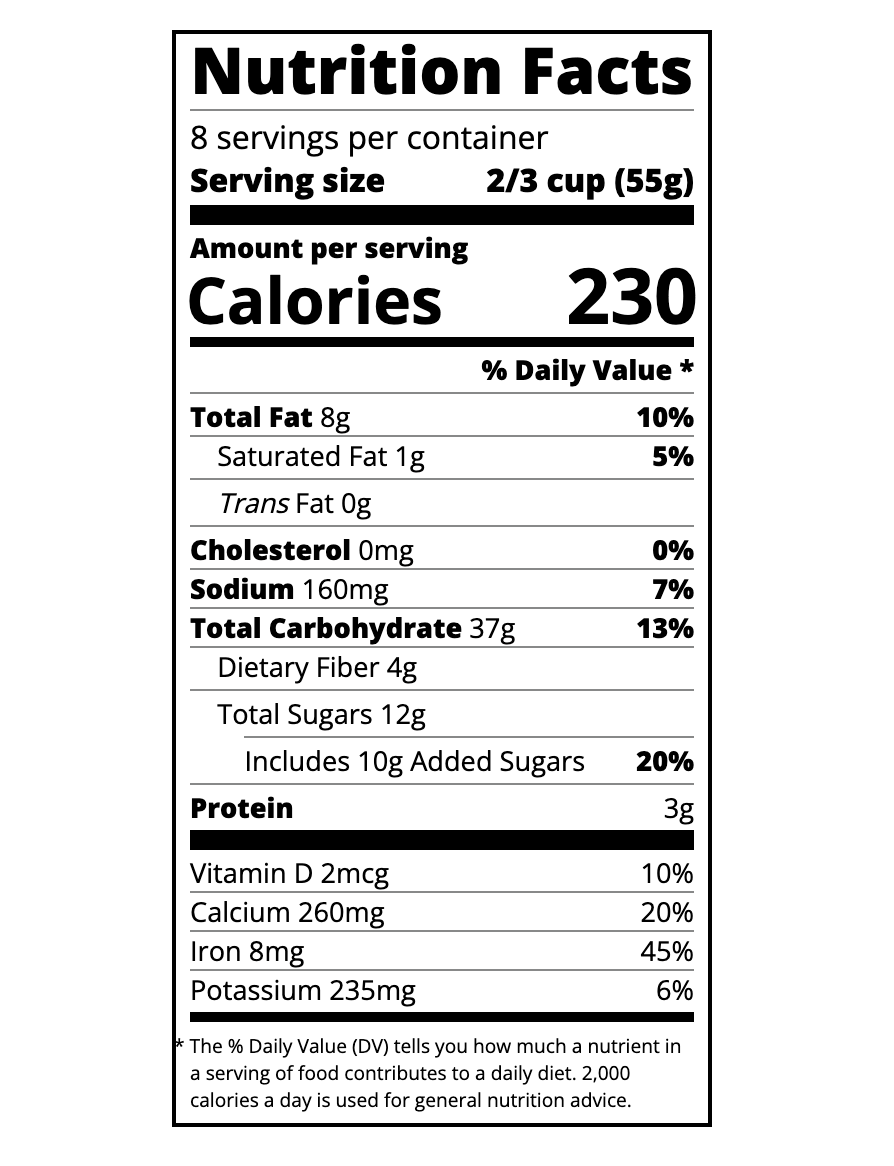 Nutrition Facts
8 servings per container
Serving size 2/3 cup (55g)
Amount per serving
Calories 230
% Daily Value *
Total Fat 8g 10%
Saturated Fat 1g 5%
Trans Fat 0g
Cholesterol 0mg 0%
Sodium 160mg 7%
Total Carbohydrate 37g 13%
Dietary Fiber 4g
Total Sugars 12g
Includes 10g Added Sugars 20%
Protein 3g
Vitamin D 2mcg 10%
Calcium 260mg 20%
Iron 8mg 45%
Potassium 235mg 6%
* The % Daily Value (DV) tells you how much a nutrient in
a serving of food contributes to a daily diet. 2,000
calories a day is used for general nutrition advice.